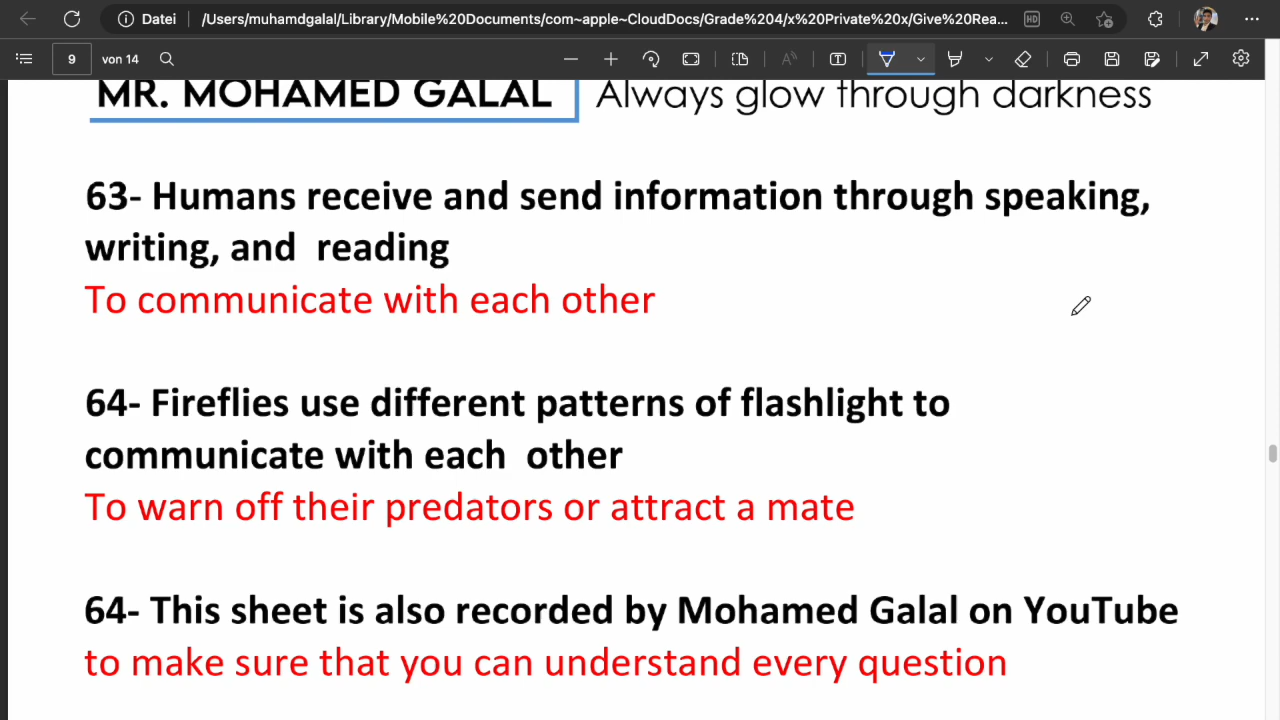 Datei
/Users/muhamdgalal/Library/Mobile%20Documents/com~apple~CloudDocs/Grade%204/x%20Private%20x/Give%20Rea...
HD
9 von 14
MR. MOHAMED GALAL Always glow through darkness
63- Humans receive and send information through speaking,
writing, and reading
To communicate with each other
64- Fireflies use different patterns of flashlight to
communicate with each other
To warn off their predators or attract a mate
64- This sheet is also recorded by Mohamed Galal on YouTube
to make sure that you can understand every question